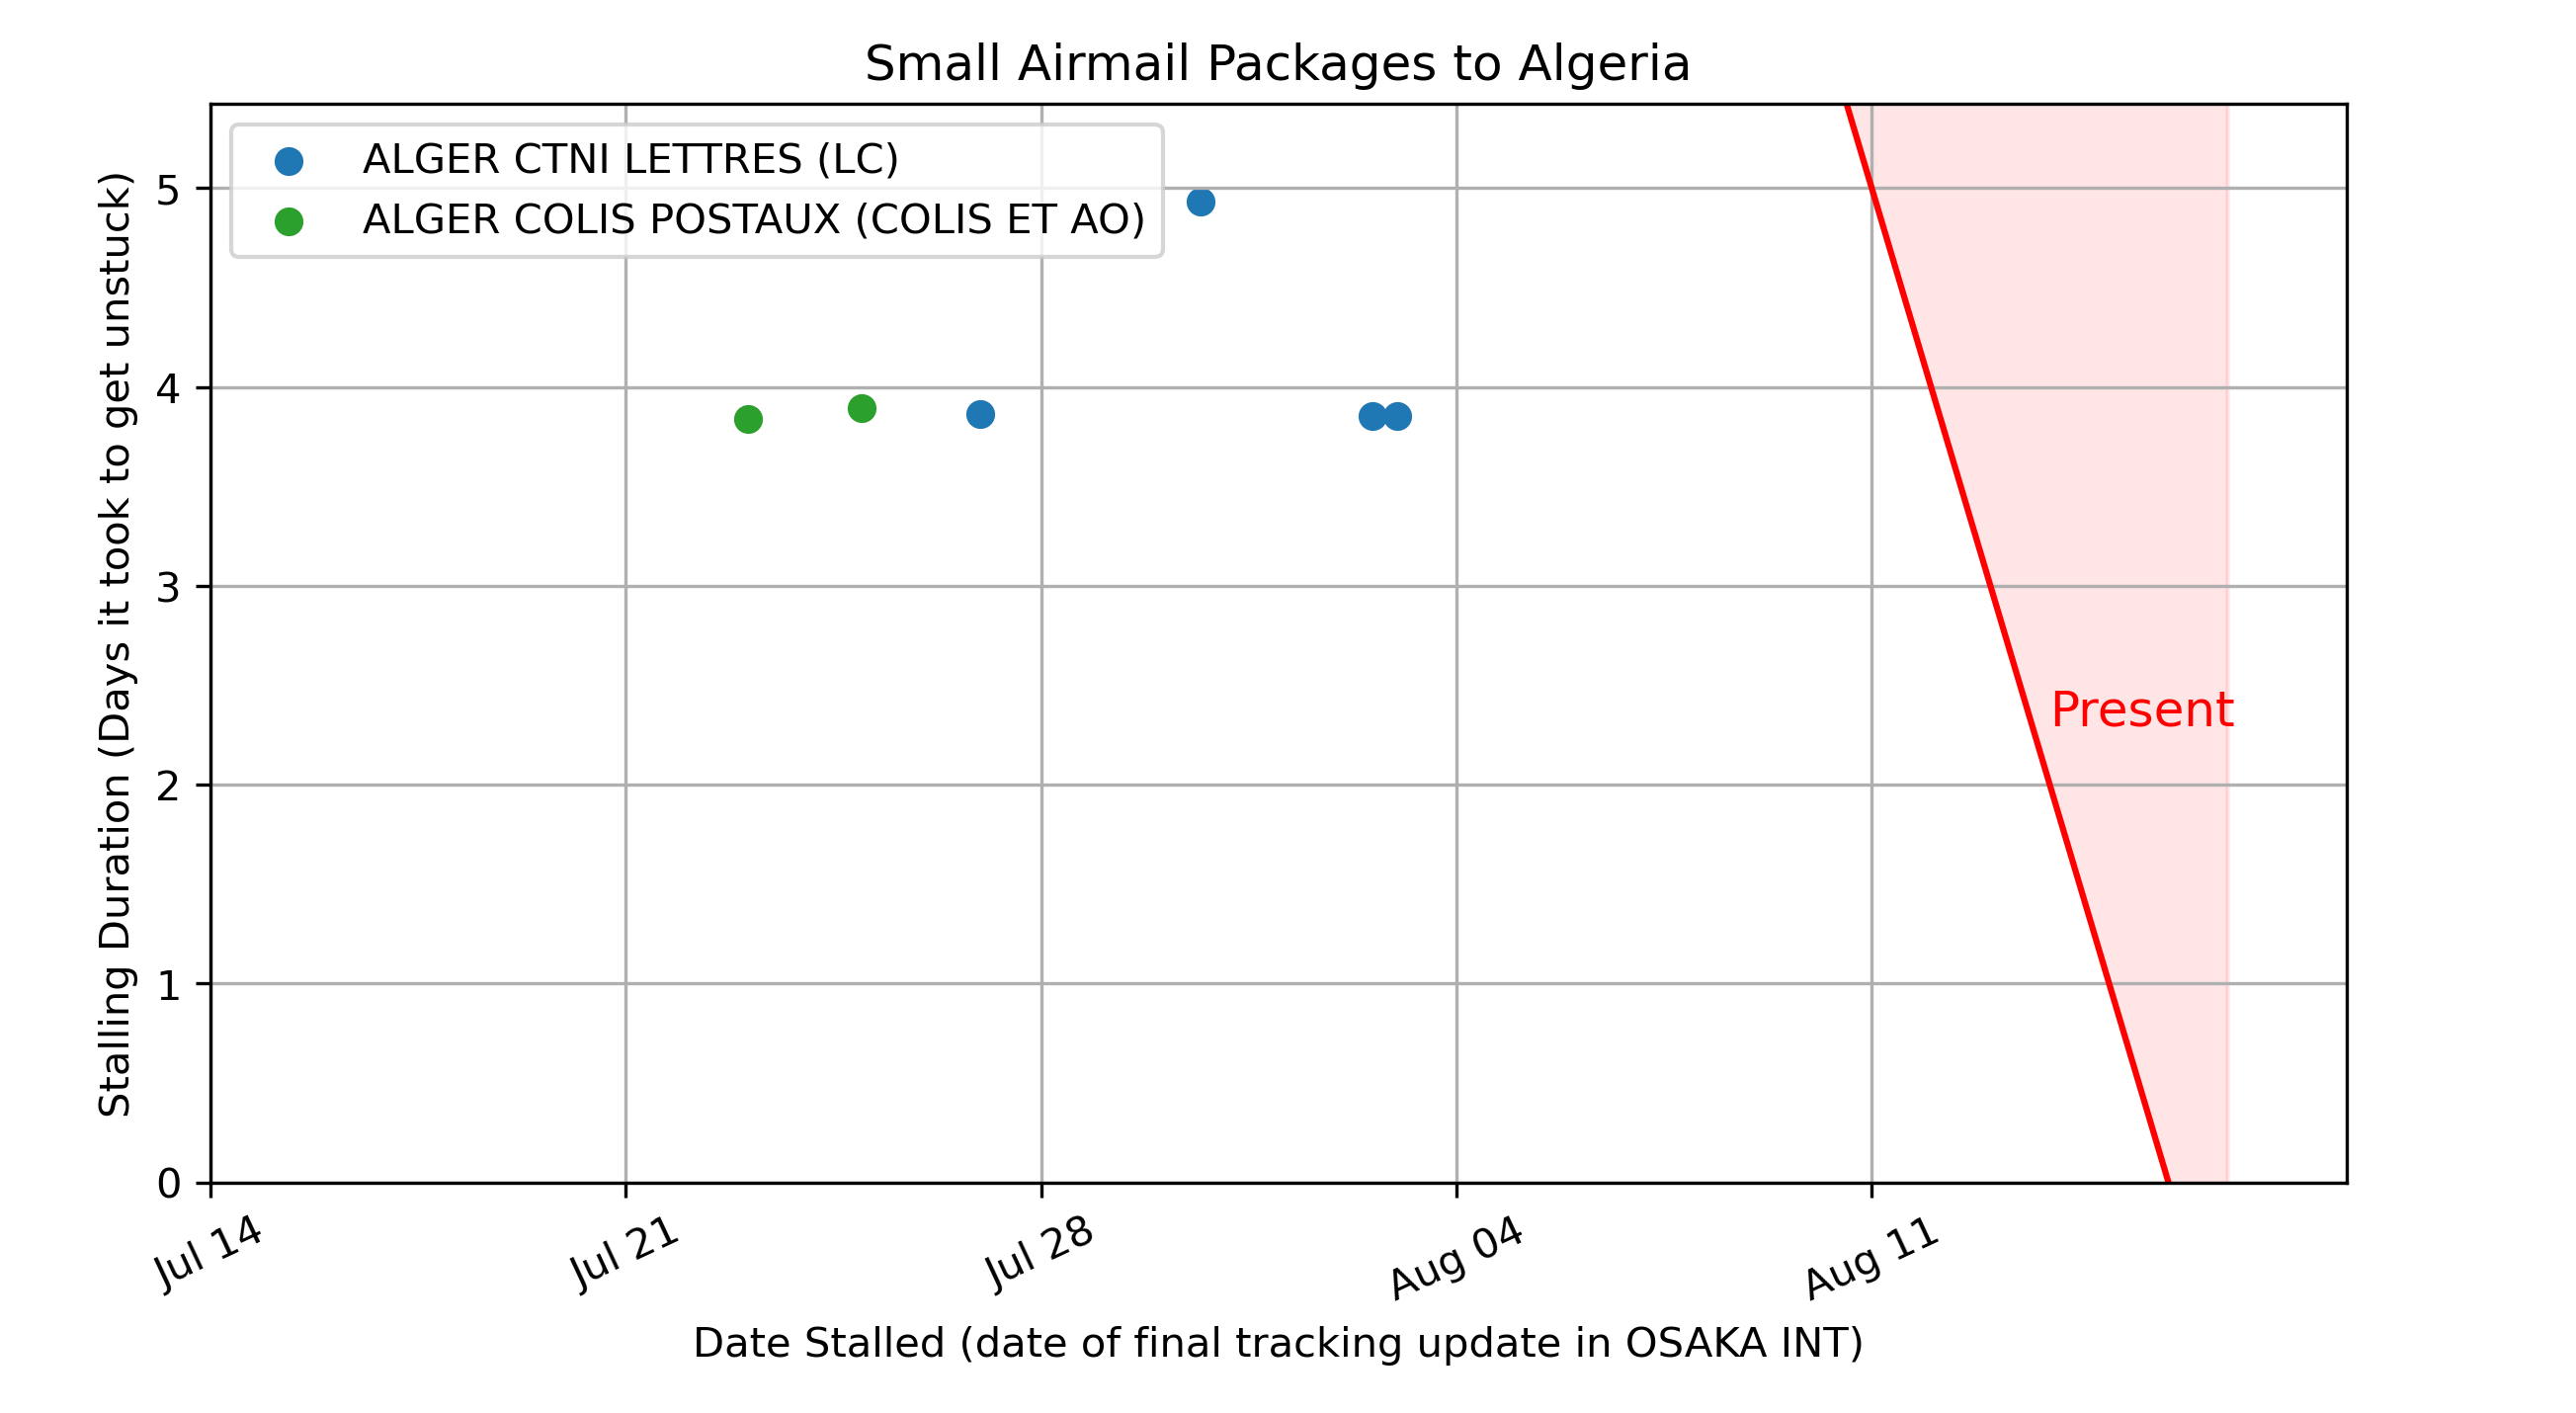 Small Airmail Packages to Algeria
ALGER CTNI LETTRES (LC)
ALGER COLIS POSTAUX (COLIS ET AO)
Stalling Duration (Days it took to get unstuck)
5
4
3
2
1
0
Present
Jul 14
Jul 21
Jul 28
Aug 04
Aug 11
Date Stalled (date of final tracking update in OSAKA INT)